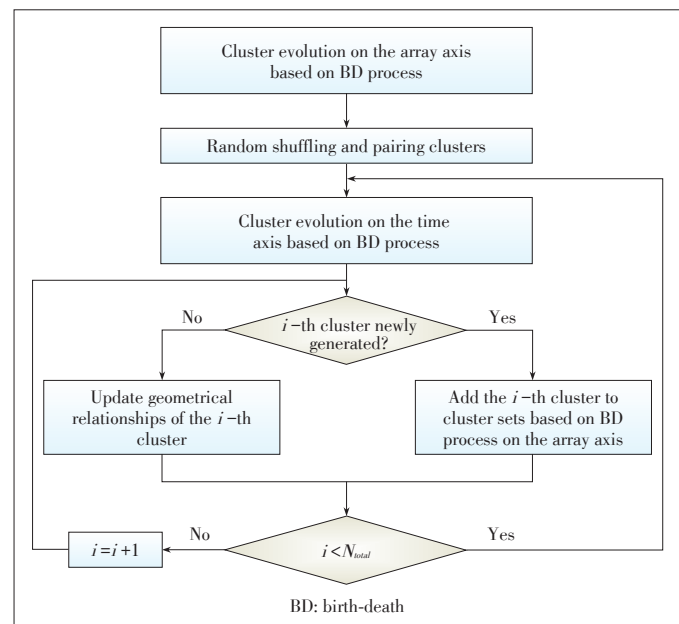 Cluster evolution on the array axis
based on BD process
Random shuffling and pairing clusters
Cluster evolution on the time
axis based on BD process
No
i-th cluster newly
generated?
Yes
Update geometrical
relationships of the i-th
cluster
Add the i-th cluster to
cluster sets based on BD
process on the array axis
i=i+1
No
i<N_total
Yes
BD: birth-death